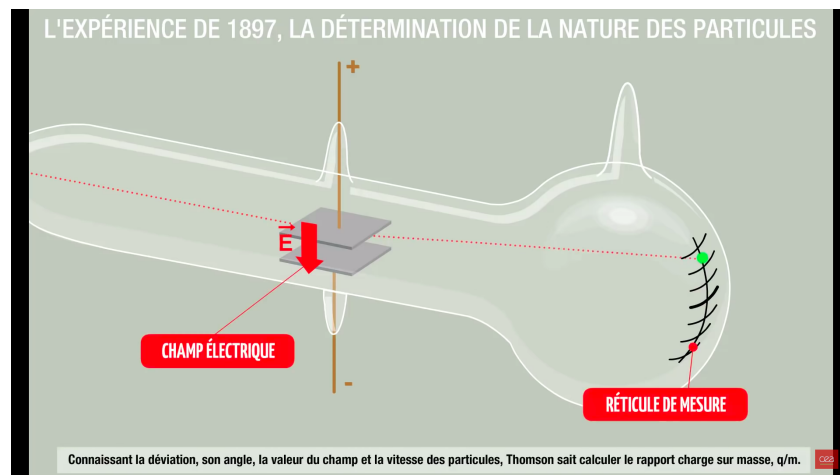 L'EXPÉRIENCE DE 1897, LA DÉTERMINATION DE LA NATURE DES PARTICULES
+
E
CHAMP ÉLECTRIQUE
-
RÉTICULE DE MESURE
Connaissant la déviation, son angle, la valeur du champ et la vitesse des particules, Thomson sait calculer le rapport charge sur masse, q/m.
cea